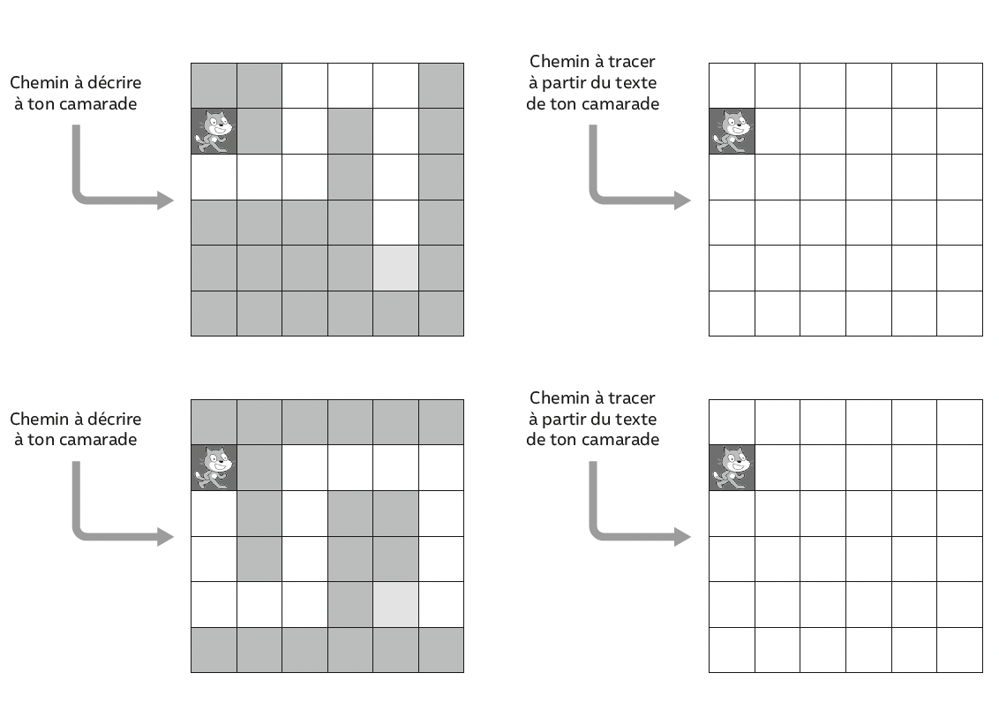 Chemin à décrire
à ton camarade
Chemin à tracer
à partir du texte
de ton camarade
Chemin à décrire
à ton camarade
Chemin à tracer
à partir du texte
de ton camarade